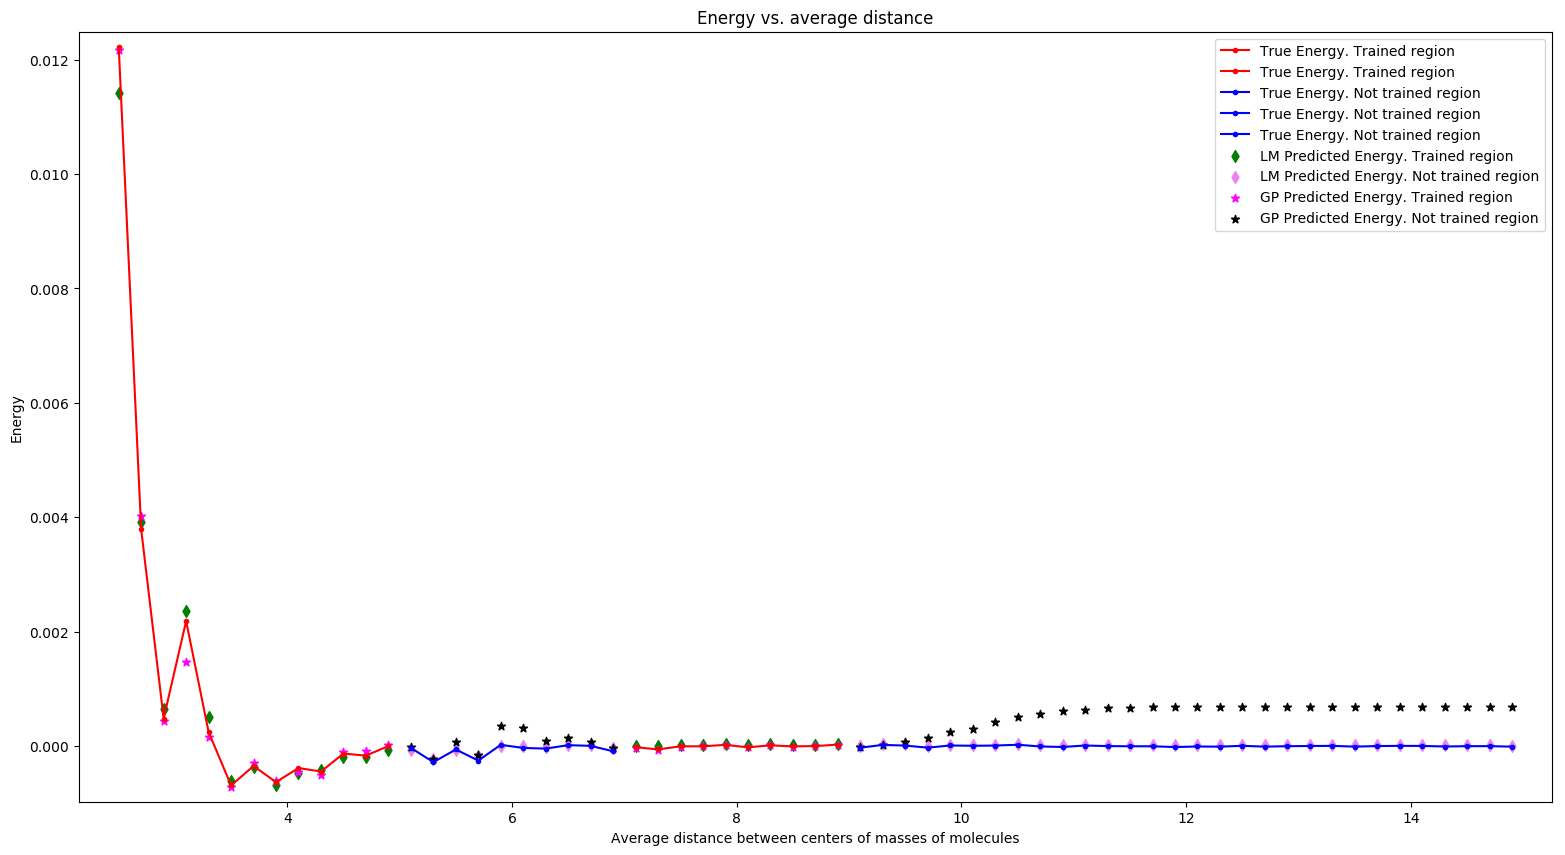 Energy vs. average distance
True Energy. Trained region
True Energy. Trained region
True Energy. Not trained region
True Energy. Not trained region
True Energy. Not trained region
LM Predicted Energy. Trained region
LM Predicted Energy. Not trained region
GP Predicted Energy. Trained region
GP Predicted Energy. Not trained region
0.012
0.010
0.008
0.006
0.004
0.002
0.000
Energy
4
6
8
10
12
14
Average distance between centers of masses of molecules